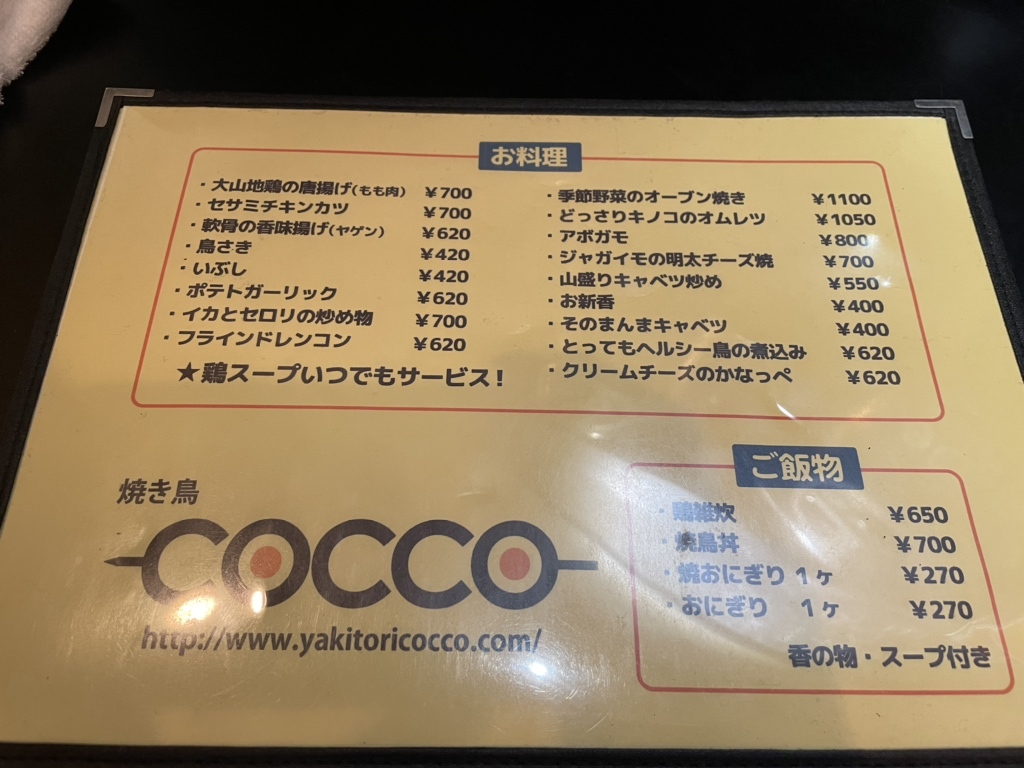 お料理
・大山地鶏の唐揚げ(もも肉) ￥700
・セサミチキンカツ ￥700
・軟骨の香味揚げ(ヤゲン) ￥620
・鳥さき ￥420
・いぶし ￥420
・ポテトガーリック ￥620
・イカとセロリの炒め物 ￥700
・フラインドレンコン ￥620
★鶏スープいつでもサービス！
・季節野菜のオーブン焼き ￥1100
・どっさりキノコのオムレツ ￥1050
・アボガモ ￥800
・ジャガイモの明太チーズ焼 ￥700
・山盛りキャベツ炒め ￥550
・お新香 ￥400
・そのまんまキャベツ ￥400
・とってもヘルシー鳥の煮込み ￥620
・クリームチーズのかなっぺ ￥620
焼き鳥
COCCO
http://www.yakitoricocco.com/
ご飯物
・鶏雑炊 ￥650
・焼鳥丼 ￥700
・焼おにぎり 1ヶ ￥270
・おにぎり 1ヶ ￥270
香の物・スープ付き